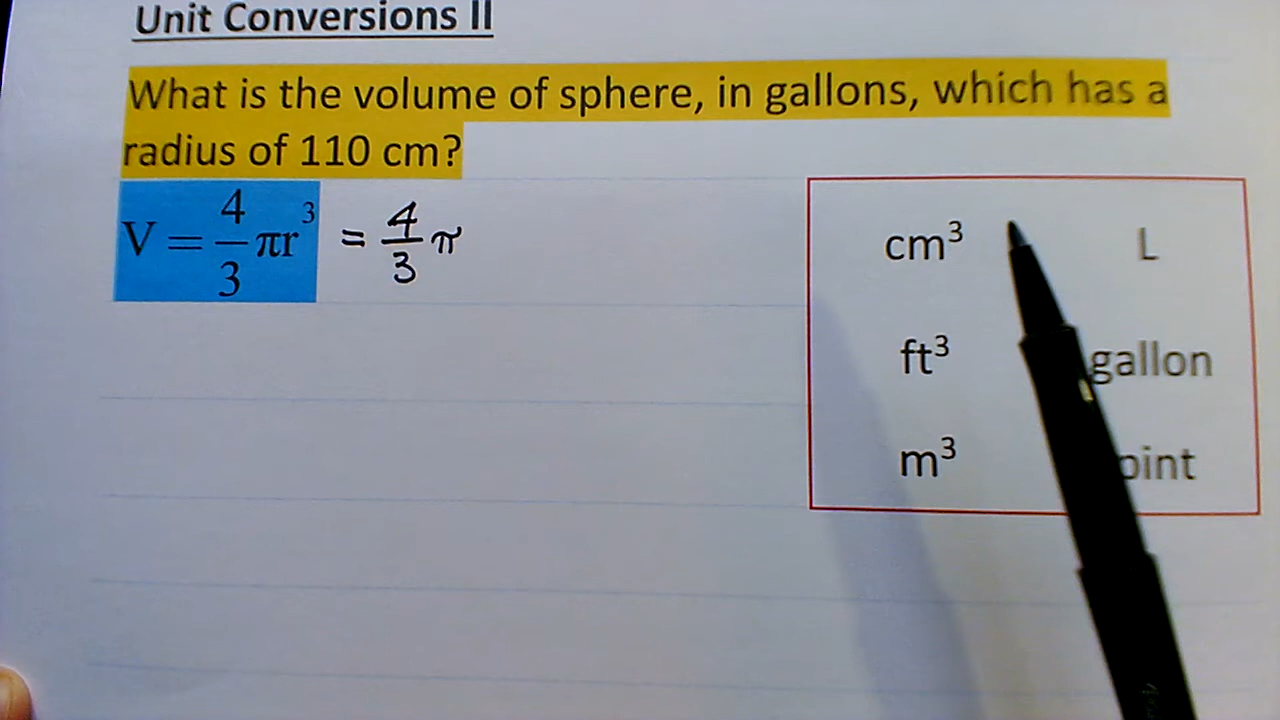 Unit Conversions II
What is the volume of sphere, in gallons, which has a
radius of 110 cm?
V = 4/3 πr³ = 4/3 π
cm³ L
ft³ gallon
m³ pint